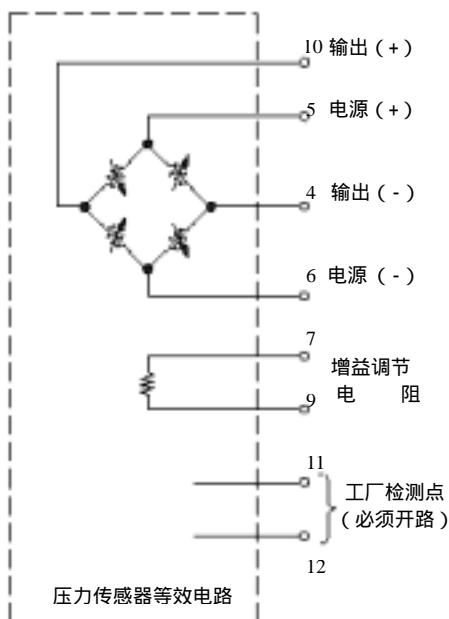 10 输出（+）
5 电源（+）
4 输出（-）
6 电源（-）
7
增益调节
电 阻
9
11
工厂检测点
（必须开路）
12
压力传感器等效电路